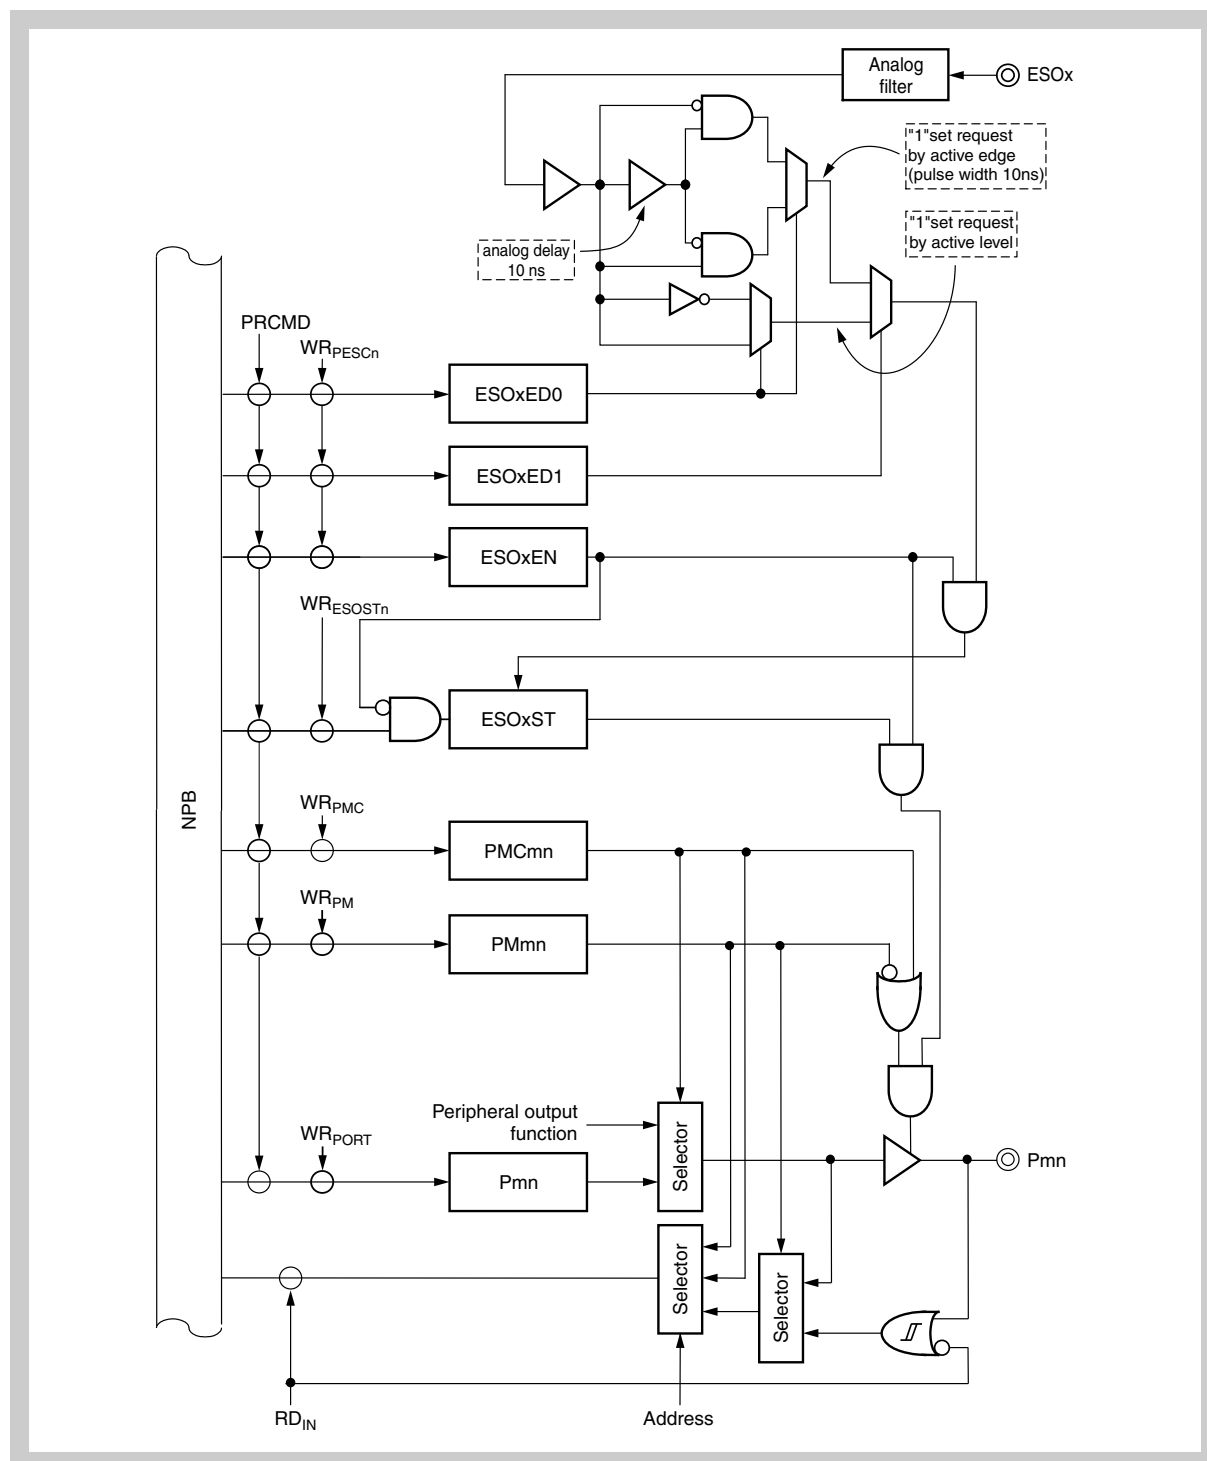 Analog
filter
ESOx
"1"set request
by active edge
(pulse width 10ns)
"1"set request
by active level
analog delay
10 ns
PRCMD
WRPESCn
ESOxED0
ESOxED1
ESOxEN
WRESOSTn
ESOxST
NPB
WRPMC
PMCmn
WRPM
PMmn
Peripheral output
function
WRPORT
Pmn
Selector
Pmn
Selector
Selector
RDIN
Address